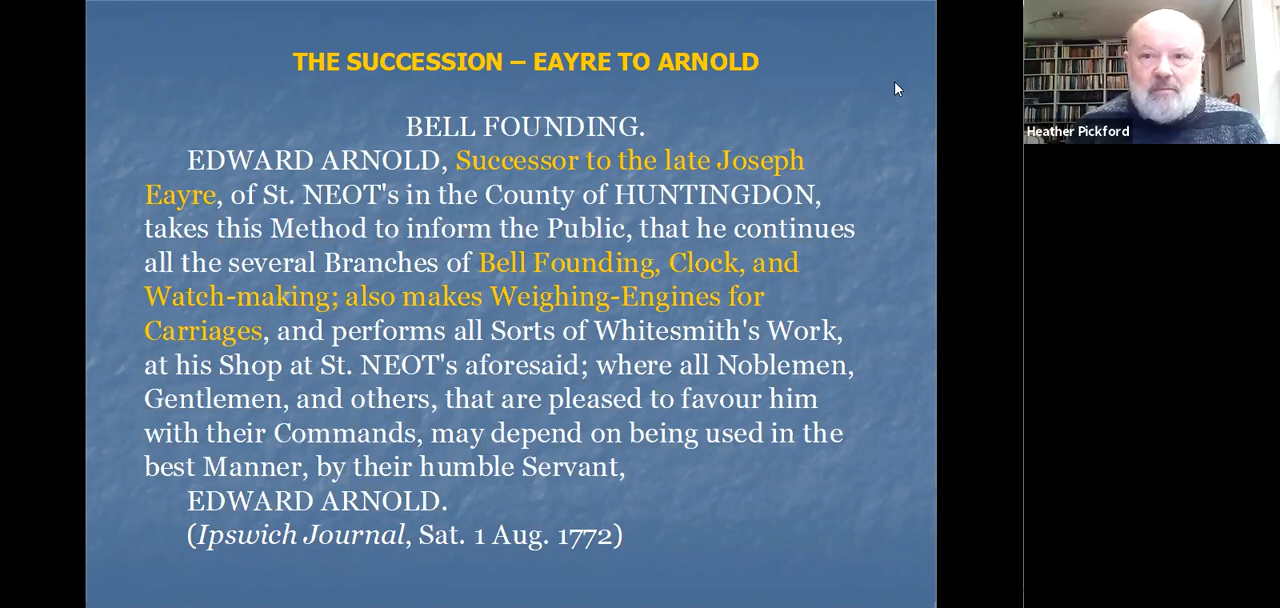 THE SUCCESSION – EAYRE TO ARNOLD
BELL FOUNDING.
EDWARD ARNOLD, Successor to the late Joseph
Eayre, of St. NEOT's in the County of HUNTINGDON,
takes this Method to inform the Public, that he continues
all the several Branches of Bell Founding, Clock, and
Watch-making; also makes Weighing-Engines for
Carriages, and performs all Sorts of Whitesmith's Work,
at his Shop at St. NEOT's aforesaid; where all Noblemen,
Gentlemen, and others, that are pleased to favour him
with their Commands, may depend on being used in the
best Manner, by their humble Servant,
EDWARD ARNOLD.
(Ipswich Journal, Sat. 1 Aug. 1772)
Heather Pickford